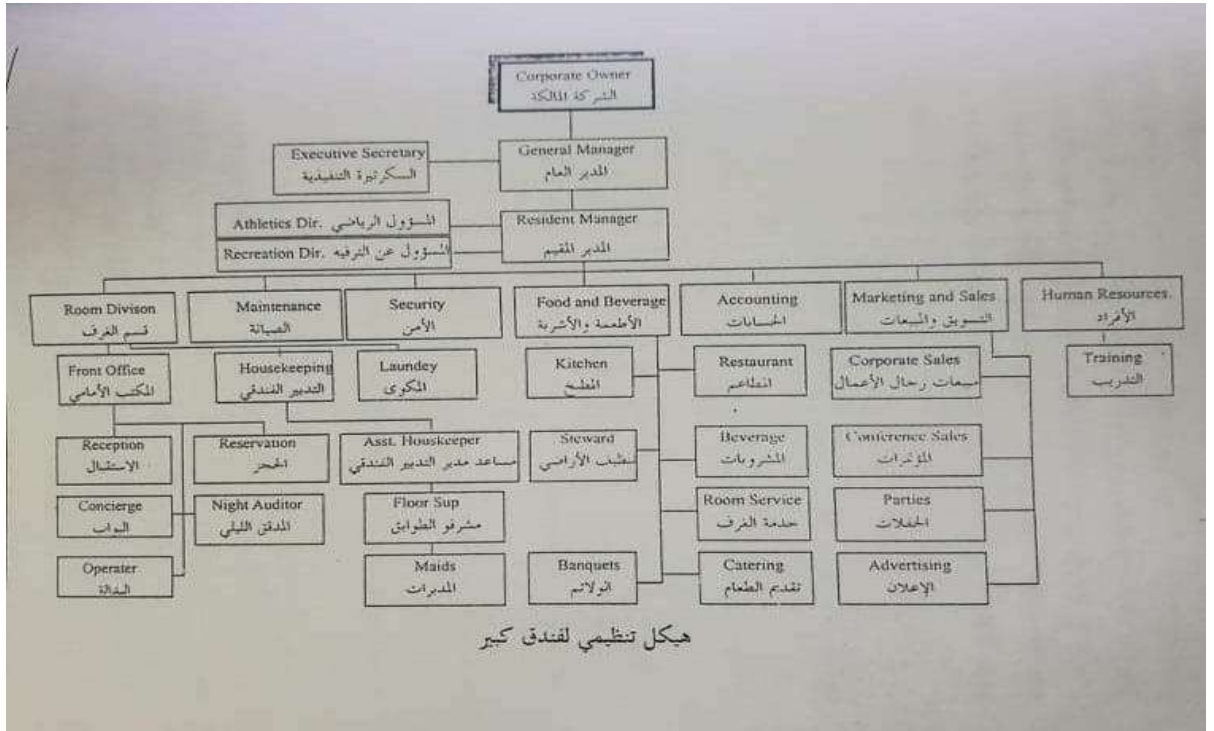 Corporate Owner
الشركة المالكة
Executive Secretary
السكرتيرة التنفيذية
General Manager
المدير العام
Athletics Dir. المسؤول الرياضي
Recreation Dir. المسؤول عن الترفيه
Resident Manager
المدير المقيم
Room Divison
قسم الغرف
Maintenance
الصيانة
Security
الأمن
Food and Beverage
الأطعمة والأشربة
Accounting
الحسابات
Marketing and Sales
التسويق والمبيعات
Human Resources.
الأفراد
Front Office
المكتب الأمامي
Housekeeping
التدبير الفندقي
Laundey
المكوى
Kitchen
المطبخ
Restaurant
المطاعم
Corporate Sales
مبيعات رجال الأعمال
Training
التدريب
Reception
الاستقبال
Reservation
الحجز
Asst. Houskeeper
مساعد مدير التدبير الفندقي
Steward
الأراضي
Beverage
المشروبات
Conference Sales
المؤتمرات
Concierge
البواب
Night Auditor
المدقق الليلي
Floor Sup
مشرفو الطوابق
Room Service
خدمة الغرف
Parties
الحفلات
Operater
البدالة
Maids
المدبرات
Banquets
الولائم
Catering
تقديم الطعام
Advertising
الإعلان
هيكل تنظيمي لفندق كبير